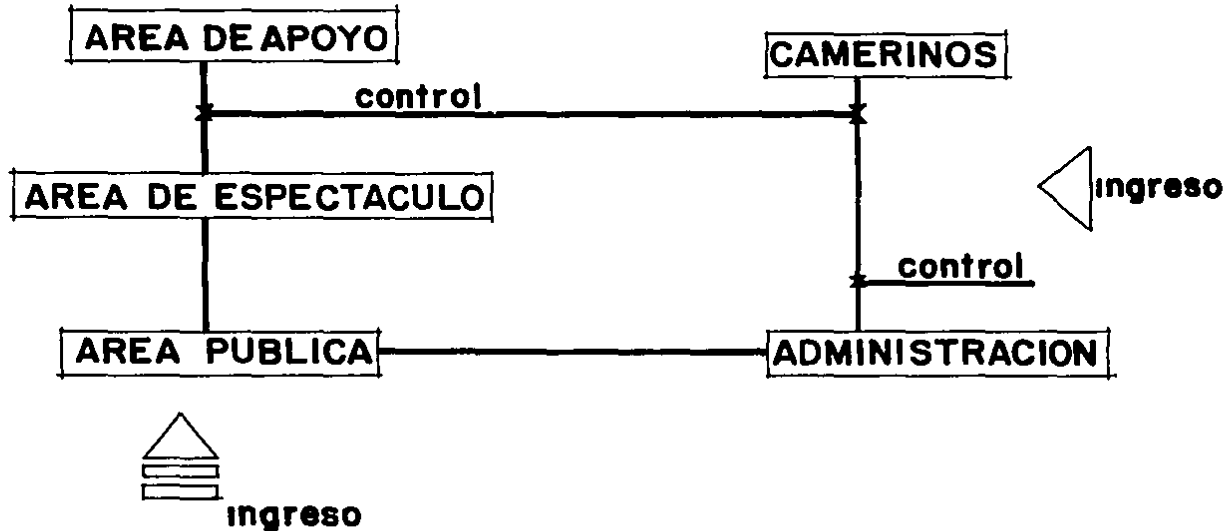 AREA DE APOYO
CAMERINOS
control
AREA DE ESPECTACULO
ingreso
control
AREA PUBLICA
ADMINISTRACION
ingreso